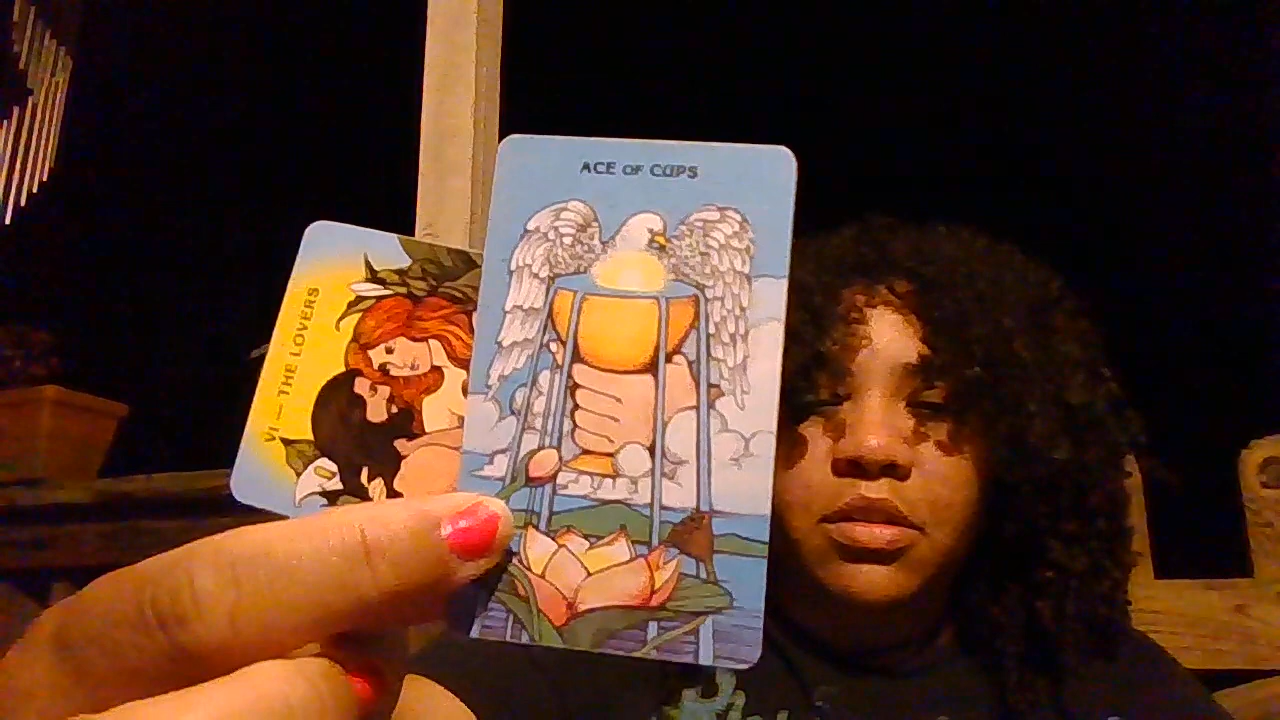 VI — THE LOVERS
ACE OF CUPS